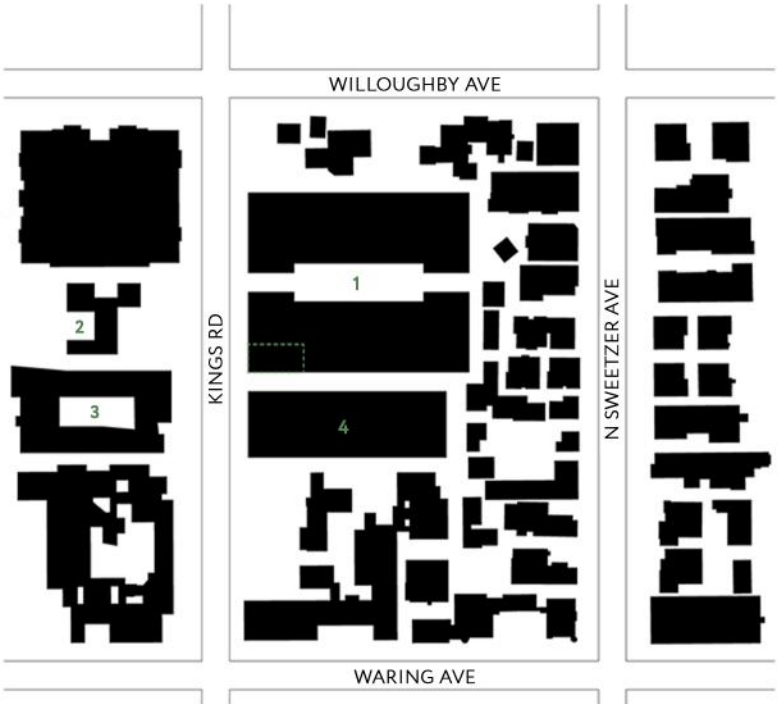 WILLOUGHBY AVE
1
2
KINGS RD
N SWEETZER AVE
3
4
WARING AVE